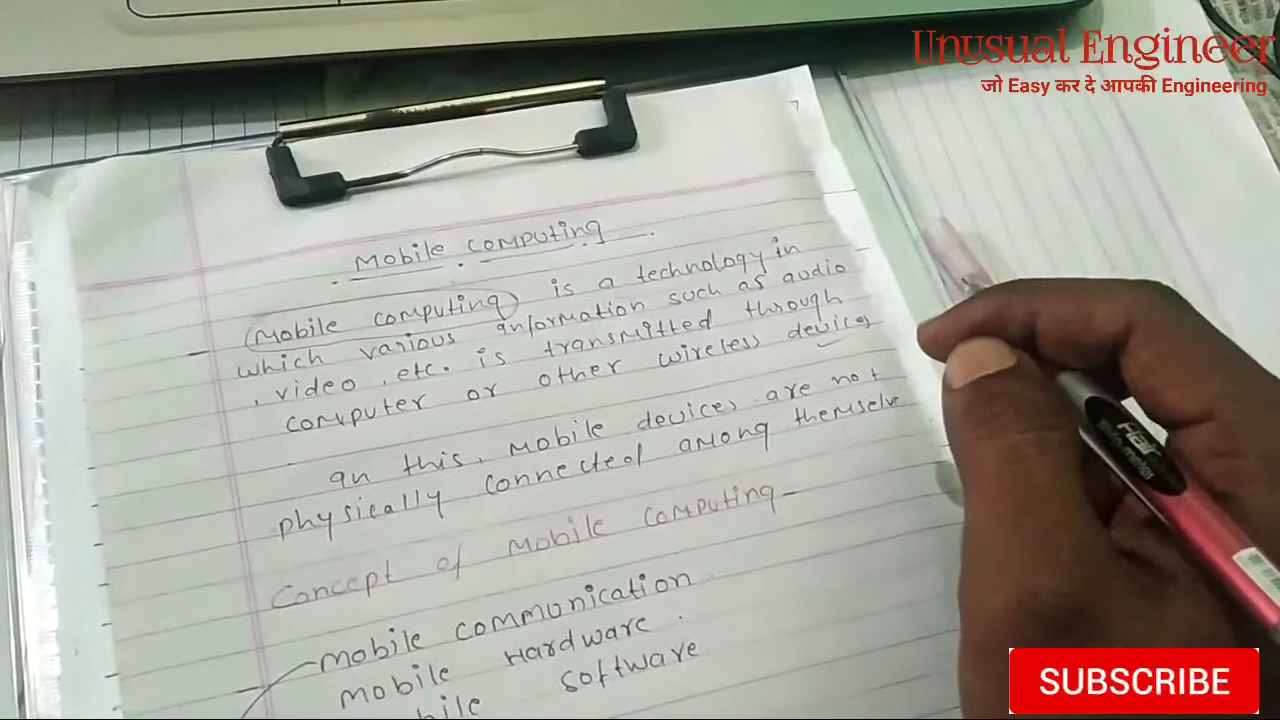 Unusual Engineer
जो Easy कर दे आपकी Engineering
Mobile computing
Mobile computing is a technology in
which various information such as audio
, video , etc. is transmitted through
computer or other wireless devices
In this, mobile devices are not
physically connected among themselve
Concept of mobile computing -
mobile communication
mobile Hardware .
software
Flair
SUBSCRIBE